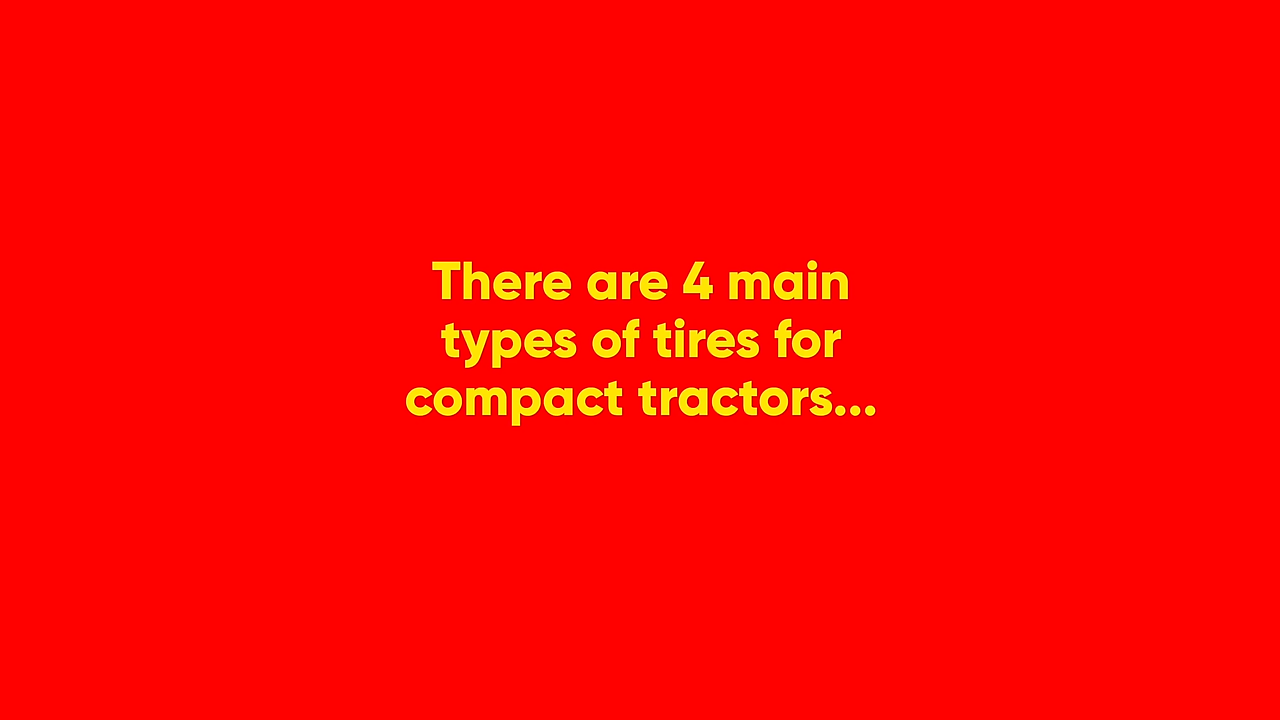 There are 4 main
types of tires for
compact tractors...